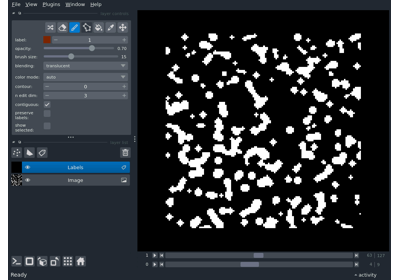 File View Plugins Window Help
label: 1
opacity: 0.70
brush size: 10
blending: translucent
color mode: auto
contour: 0
n edit dim: 3
contiguous:
preserve
labels:
show
selected:
Labels
Image
1
0
Ready
activity